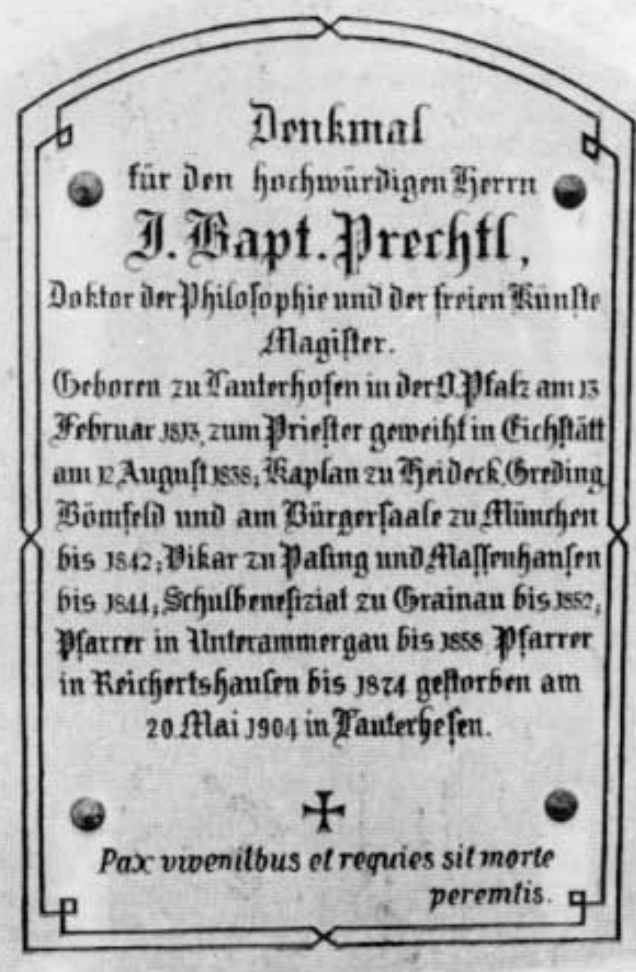 Denkmal
für den hochwürdigen Herrn
J. Bapt. Prechtl,
Doktor der Philosophie und der freien Künste
Magister.
Geboren zu Lauterhofen in der O. Pfalz am 13
Februar 1813, zum Priester geweiht in Eichstätt
am 12 August 1838; Kaplan zu Heideck, Greding
Bömfeld und am Bürgersaale zu München
bis 1842; Vikar zu Pasing und Massenhausen
bis 1844; Schulbenefiziat zu Grainau bis 1852;
Pfarrer in Unterammergau bis 1858 Pfarrer
in Reichertshausen bis 1874 gestorben am
20. Mai 1904 in Lauterhofen.
Pax viventibus et requies sit morte
peremtis.